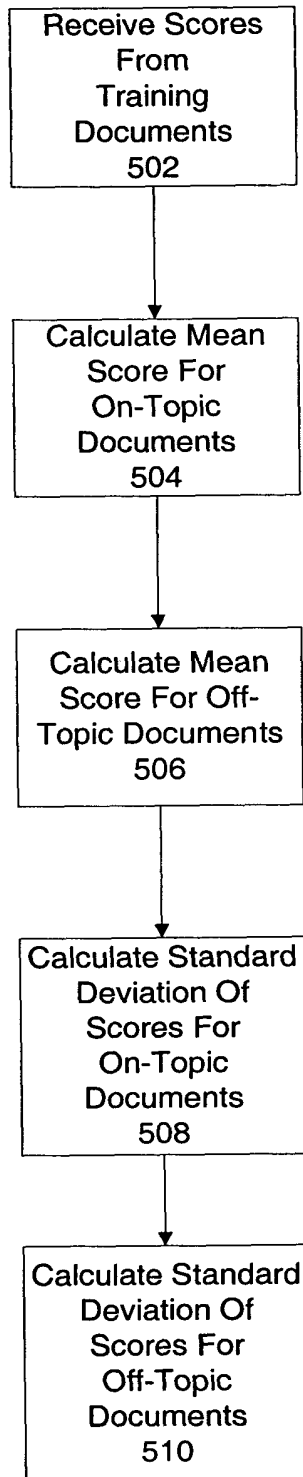 Receive Scores
From
Training
Documents
502
Calculate Mean
Score For
On-Topic
Documents
504
Calculate Mean
Score For Off-
Topic Documents
506
Calculate Standard
Deviation Of
Scores For
On-Topic
Documents
508
Calculate Standard
Deviation Of
Scores For
Off-Topic
Documents
510